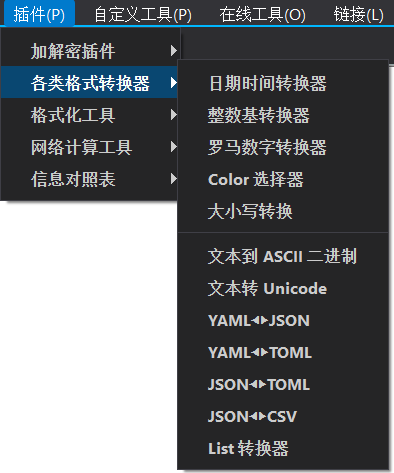 插件(P) 自定义工具(P) 在线工具(O) 链接(L)
加解密插件
各类格式转换器
格式化工具
网络计算工具
信息对照表
日期时间转换器
整数基转换器
罗马数字转换器
Color 选择器
大小写转换
文本到 ASCII 二进制
文本转 Unicode
YAML◂▸JSON
YAML◂▸TOML
JSON◂▸TOML
JSON◂▸CSV
List 转换器